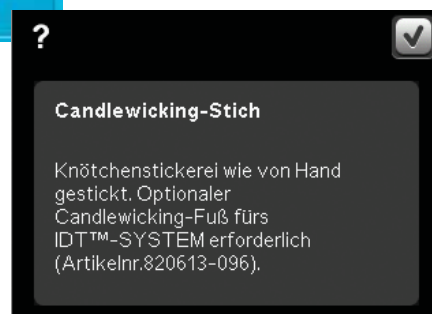 ?
Candlewicking-Stich
Knötchenstickerei wie von Hand
gestickt. Optionaler
Candlewicking-Fuß fürs
IDT™-SYSTEM erforderlich
(Artikelnr.820613-096).